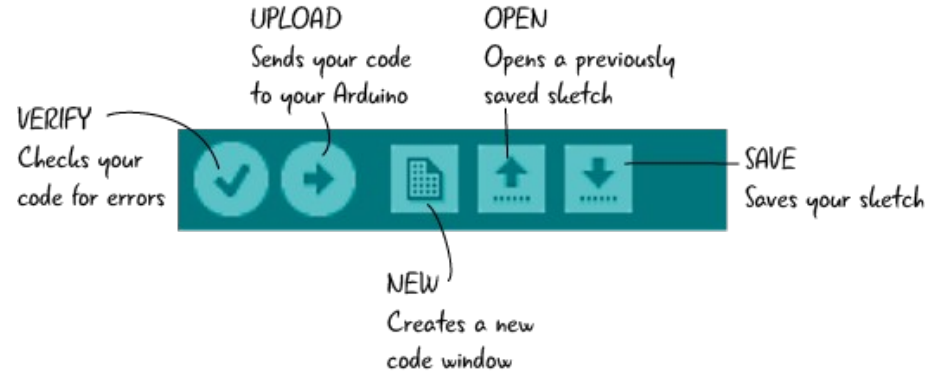 UPLOAD
Sends your code
to your Arduino
OPEN
Opens a previously
saved sketch
VERIFY
Checks your
code for errors
SAVE
Saves your sketch
NEW
Creates a new
code window